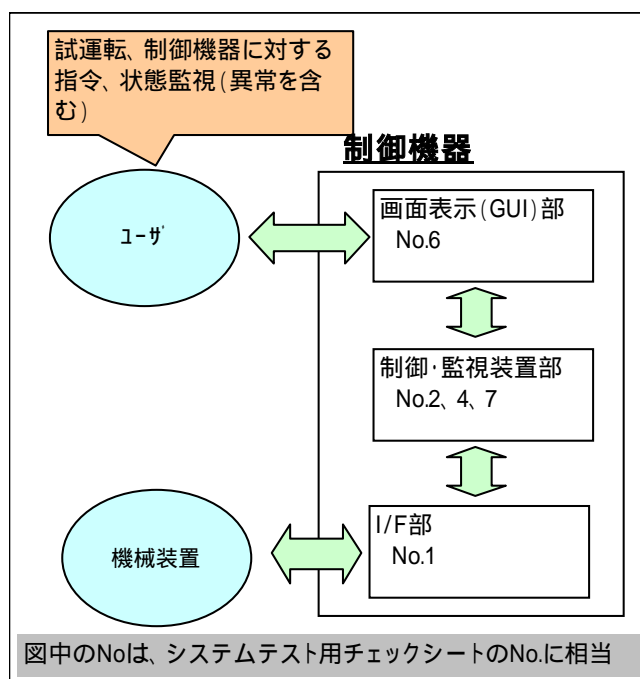 試運転、制御機器に対する
指令、状態監視(異常を含
む)
制御機器
画面表示(GUI)部
No.6
ﾕｰｻﾞ
制御･監視装置部
No.2、4、7
I/F部
No.1
機械装置
図中のNoは、システムテスト用チェックシートのNo.に相当